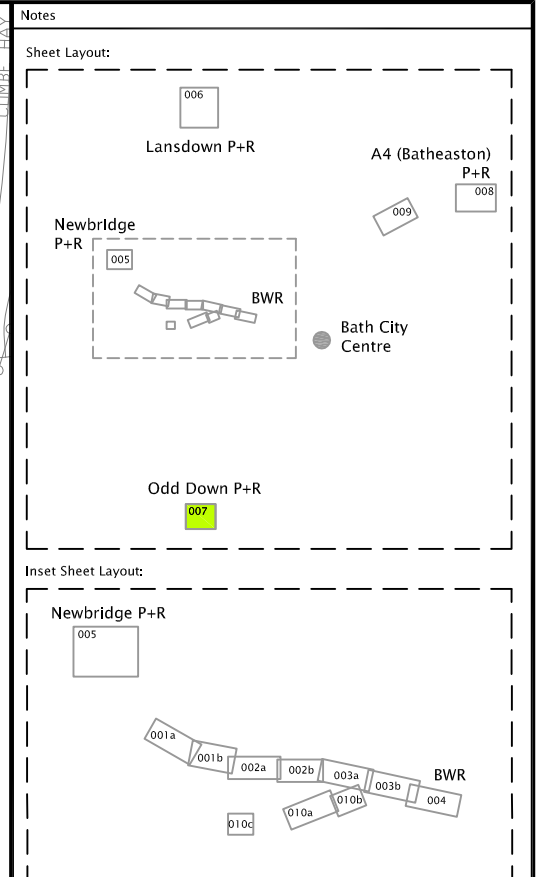 Notes
Sheet Layout:
006
Lansdown P+R
A4 (Batheaston)
P+R
008
009
Newbridge
P+R
005
BWR
Bath City
Centre
Odd Down P+R
007
Inset Sheet Layout:
Newbridge P+R
005
001a
001b
002a
002b
003a
003b
BWR
004
010a
010b
010c